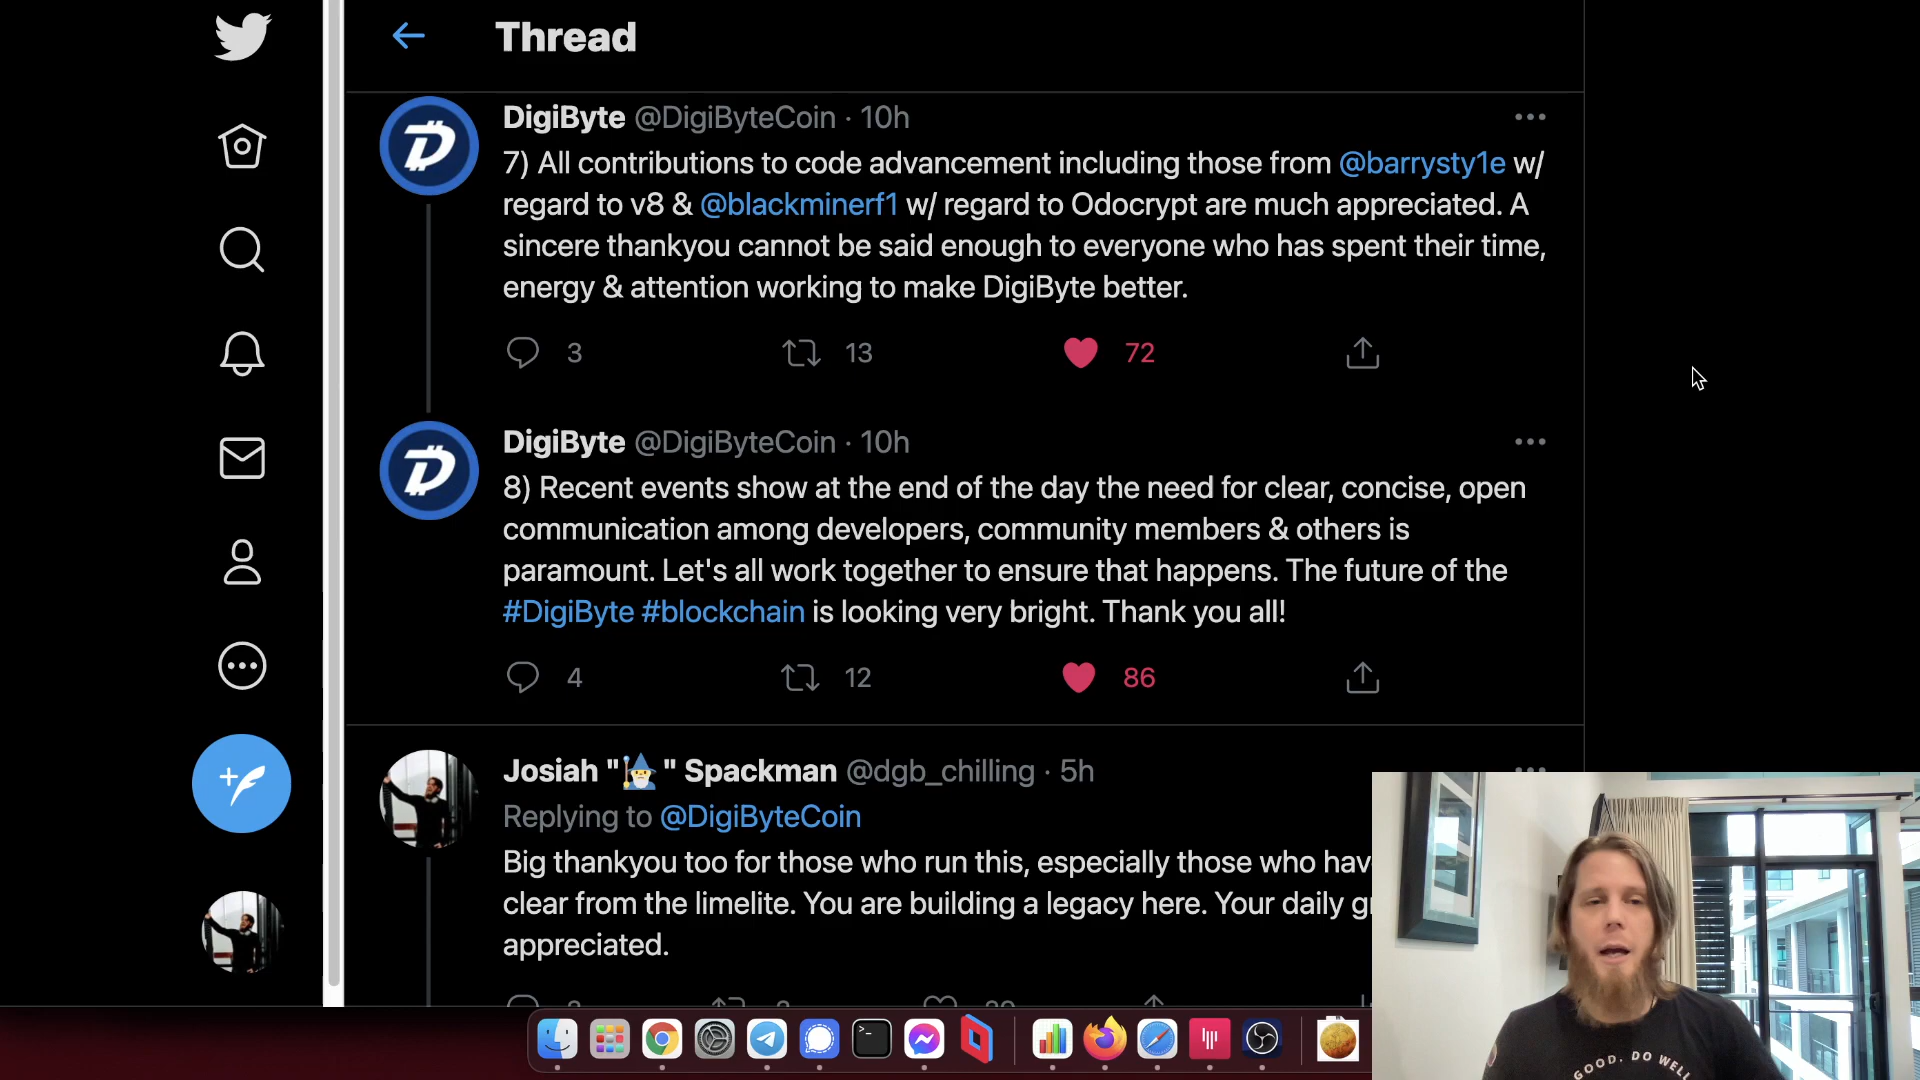 Thread
DigiByte @DigiByteCoin · 10h
7) All contributions to code advancement including those from @barrysty1e w/
regard to v8 & @blackminerf1 w/ regard to Odocrypt are much appreciated. A
sincere thankyou cannot be said enough to everyone who has spent their time,
energy & attention working to make DigiByte better.
3 13 72
DigiByte @DigiByteCoin · 10h
8) Recent events show at the end of the day the need for clear, concise, open
communication among developers, community members & others is
paramount. Let's all work together to ensure that happens. The future of the
#DigiByte #blockchain is looking very bright. Thank you all!
4 12 86
Josiah "🧙‍♂️" Spackman @dgb_chilling · 5h
Replying to @DigiByteCoin
Big thankyou too for those who run this, especially those who hav
clear from the limelite. You are building a legacy here. Your daily g
appreciated.
GOOD. DO WELL